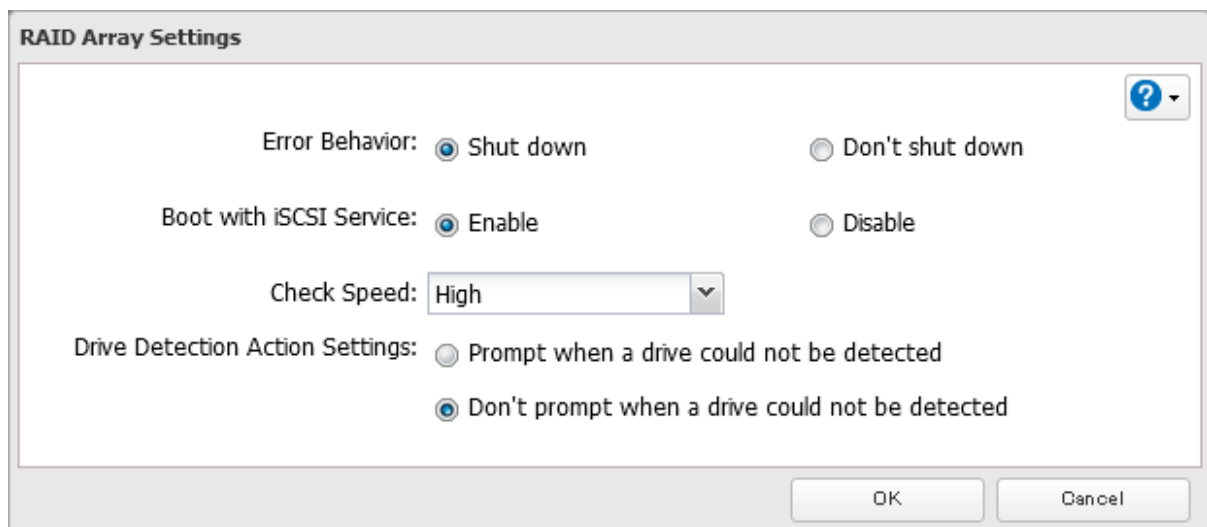 RAID Array Settings
?
Error Behavior: Shut down Don't shut down
Boot with iSCSI Service: Enable Disable
Check Speed: High
Drive Detection Action Settings: Prompt when a drive could not be detected
Don't prompt when a drive could not be detected
OK Cancel